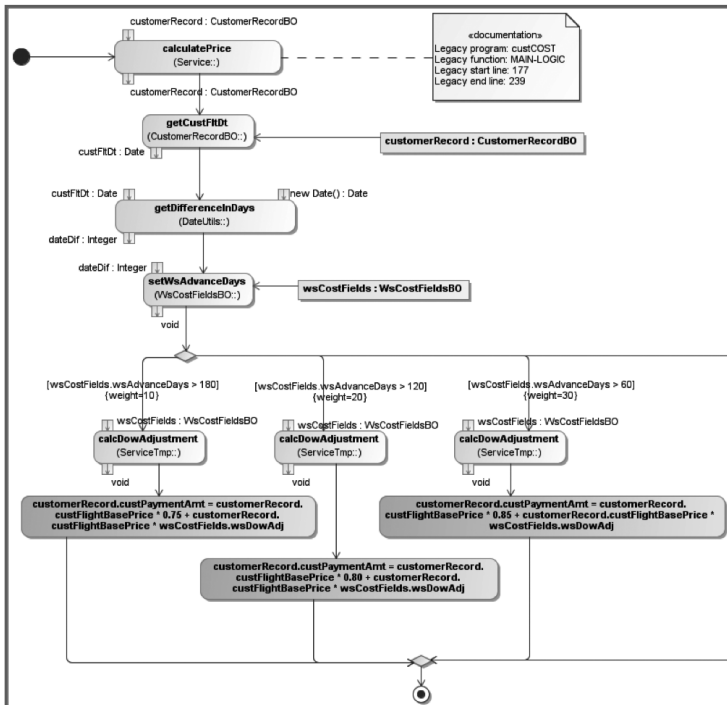 customerRecord : CustomerRecordBO
calculatePrice
(Service::)
«documentation»
Legacy program: custCOST
Legacy function: MAIN-LOGIC
Legacy start line: 177
Legacy end line: 239
customerRecord : CustomerRecordBO
getCustFltDt
(CustomerRecordBO::)
customerRecord : CustomerRecordBO
custFltDt : Date
custFltDt : Date
new Date() : Date
getDifferenceInDays
(DateUtils::)
dateDif : Integer
dateDif : Integer
setWsAdvanceDays
(WsCostFieldsBO::)
wsCostFields : WsCostFieldsBO
void
[wsCostFields.wsAdvanceDays > 180]
{weight=10}
[wsCostFields.wsAdvanceDays > 120]
{weight=20}
[wsCostFields.wsAdvanceDays > 60]
{weight=30}
wsCostFields : WsCostFieldsBO
wsCostFields : WsCostFieldsBO
wsCostFields : WsCostFieldsBO
calcDowAdjustment
(ServiceTmp::)
calcDowAdjustment
(ServiceTmp::)
calcDowAdjustment
(ServiceTmp::)
void
void
void
customerRecord.custPaymentAmt = customerRecord.
custFlightBasePrice * 0.75 + customerRecord.
custFlightBasePrice * wsCostFields.wsDowAdj
customerRecord.custPaymentAmt = customerRecord.
custFlightBasePrice * 0.85 + customerRecord.custFlightBasePrice *
wsCostFields.wsDowAdj
customerRecord.custPaymentAmt = customerRecord.
custFlightBasePrice * 0.80 + customerRecord.
custFlightBasePrice * wsCostFields.wsDowAdj